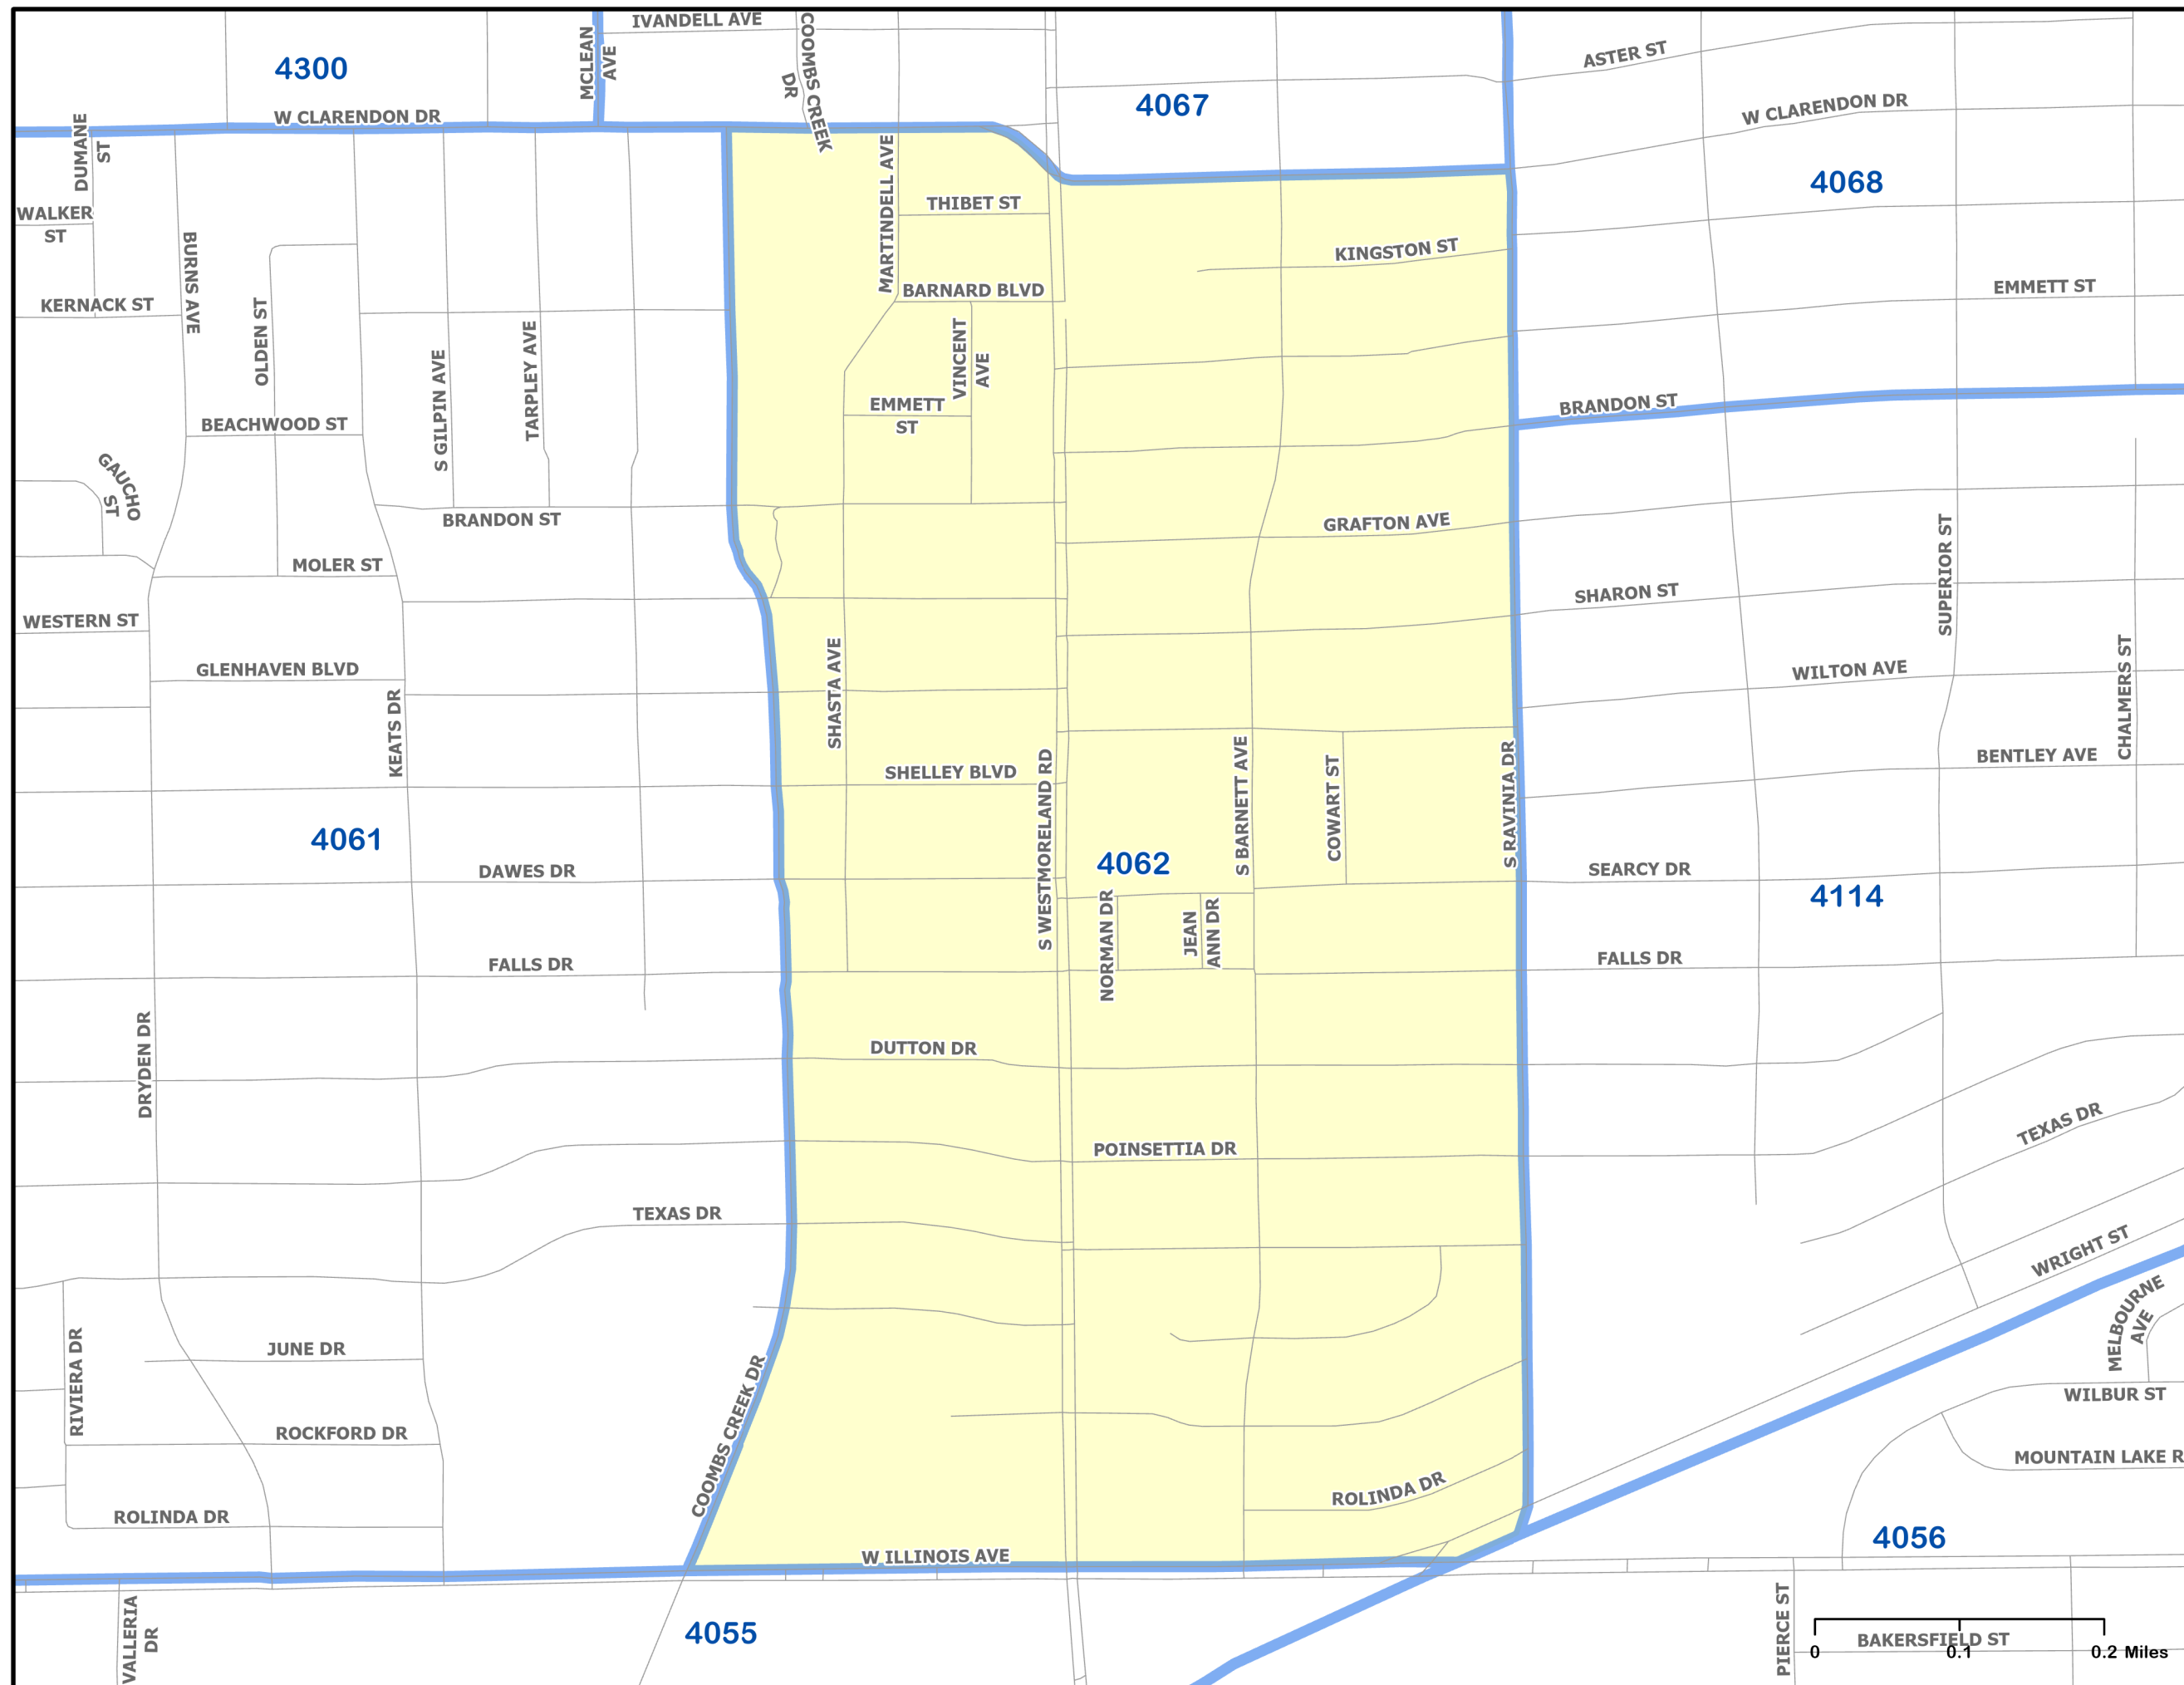 IVANDELL AVE
MCLEAN
AVE
COOMBS CREEK
DR
4300
4067
ASTER ST
W CLARENDON DR
W CLARENDON DR
DUMANE
ST
4068
WALKER
ST
MARTINDELL AVE
THIBET ST
KINGSTON ST
BURNS AVE
KERNACK ST
OLDEN ST
BARNARD BLVD
EMMETT ST
S GILPIN AVE
TARPLEY AVE
VINCENT
AVE
BEACHWOOD ST
EMMETT
ST
BRANDON ST
GAUCHO
ST
BRANDON ST
GRAFTON AVE
MOLER ST
SUPERIOR ST
SHARON ST
WESTERN ST
GLENHAVEN BLVD
KEATS DR
SHASTA AVE
WILTON AVE
CHALMERS ST
SHELLEY BLVD
S WESTMORELAND RD
S BARNETT AVE
COWART ST
S RAVINIA DR
BENTLEY AVE
4061
4062
DAWES DR
SEARCY DR
4114
NORMAN DR
JEAN
ANN DR
FALLS DR
FALLS DR
DRYDEN DR
DUTTON DR
POINSETTIA DR
TEXAS DR
TEXAS DR
WRIGHT ST
MELBOURNE
AVE
RIVIERA DR
JUNE DR
COOMBS CREEK DR
WILBUR ST
ROCKFORD DR
MOUNTAIN LAKE R
ROLINDA DR
ROLINDA DR
W ILLINOIS AVE
4056
VALLERIA
DR
4055
PIERCE ST
BAKERSFIELD ST
0 0.1 0.2 Miles